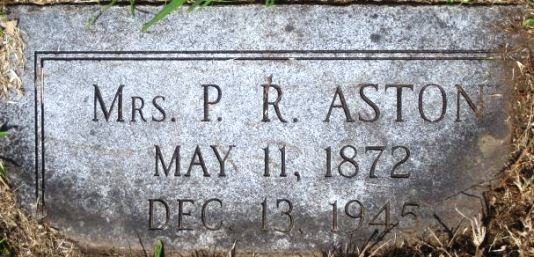 MRS. P. R. ASTON
MAY 11, 1872
DEC. 13, 1945